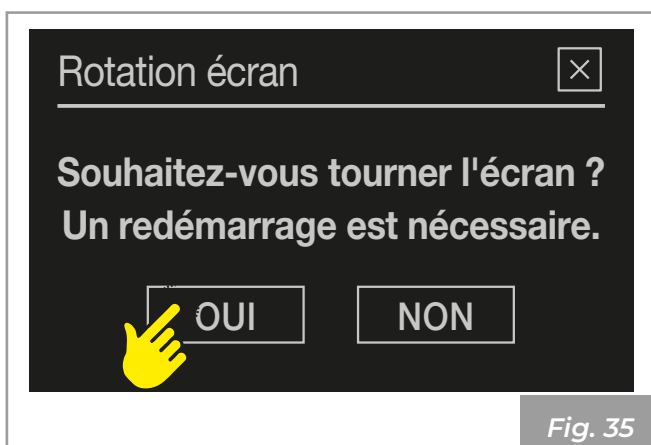 Rotation écran
Souhaitez-vous tourner l'écran ?
Un redémarrage est nécessaire.
OUI
NON
Fig. 35